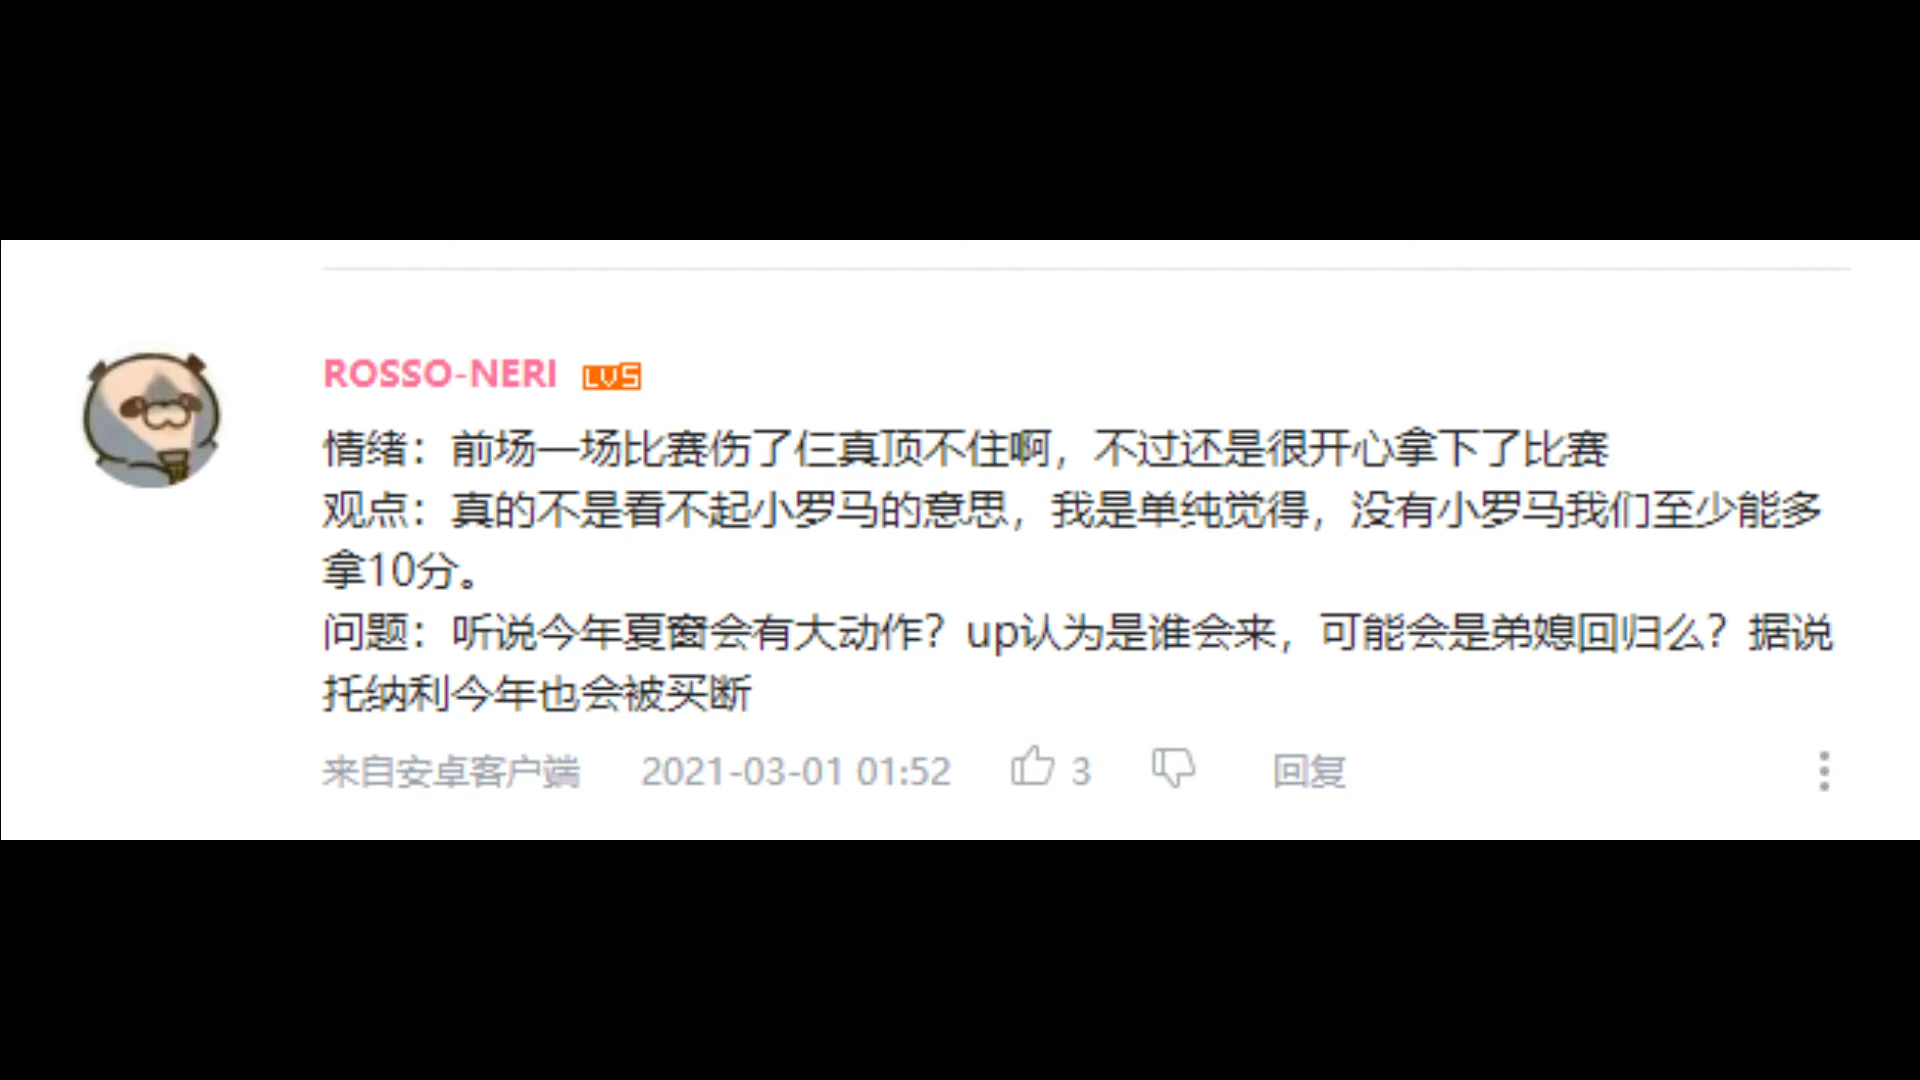 ROSSO-NERI LV5
情绪：前场一场比赛伤了仨真顶不住啊，不过还是很开心拿下了比赛
观点：真的不是看不起小罗马的意思，我是单纯觉得，没有小罗马我们至少能多
拿10分。
问题：听说今年夏窗会有大动作？up认为是谁会来，可能会是弟媳回归么？据说
托纳利今年也会被买断
来自安卓客户端 2021-03-01 01:52 3 回复